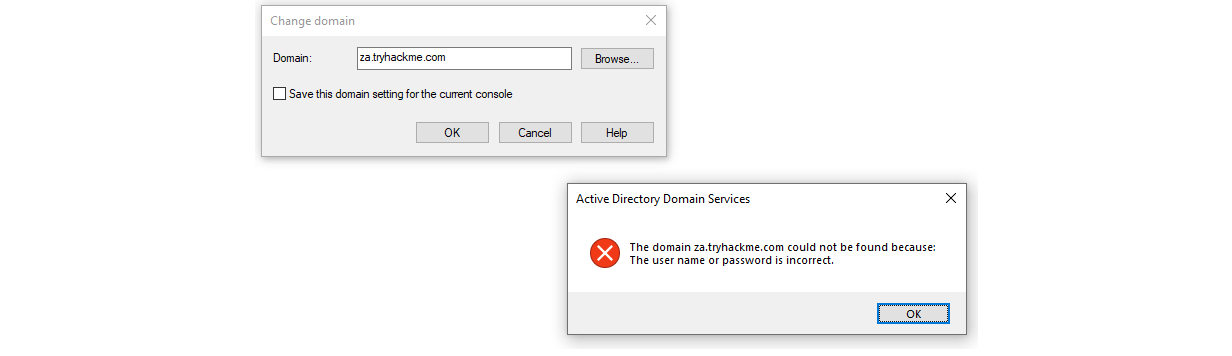 Change domain
Domain:
za.tryhackme.com
Browse...
Save this domain setting for the current console
OK
Cancel
Help
Active Directory Domain Services
The domain za.tryhackme.com could not be found because:
The user name or password is incorrect.
OK